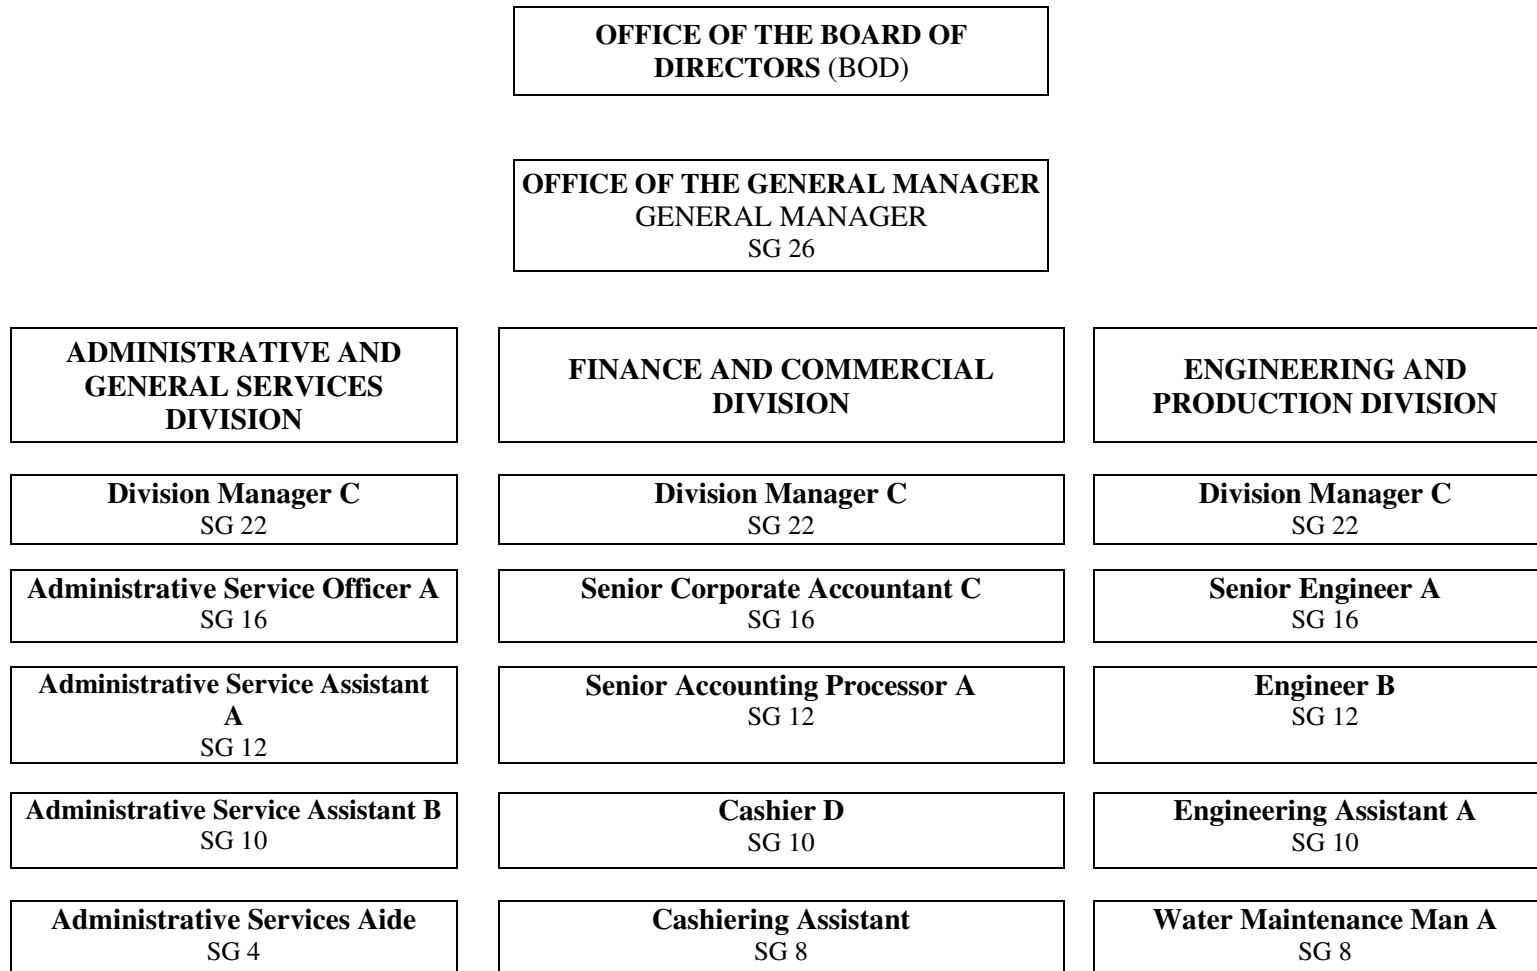 OFFICE OF THE BOARD OF
DIRECTORS (BOD)
OFFICE OF THE GENERAL MANAGER
GENERAL MANAGER
SG 26
ADMINISTRATIVE AND
GENERAL SERVICES
DIVISION
FINANCE AND COMMERCIAL
DIVISION
ENGINEERING AND
PRODUCTION DIVISION
Division Manager C
SG 22
Division Manager C
SG 22
Division Manager C
SG 22
Administrative Service Officer A
SG 16
Senior Corporate Accountant C
SG 16
Senior Engineer A
SG 16
Administrative Service Assistant
A
SG 12
Senior Accounting Processor A
SG 12
Engineer B
SG 12
Administrative Service Assistant B
SG 10
Cashier D
SG 10
Engineering Assistant A
SG 10
Administrative Services Aide
SG 4
Cashiering Assistant
SG 8
Water Maintenance Man A
SG 8